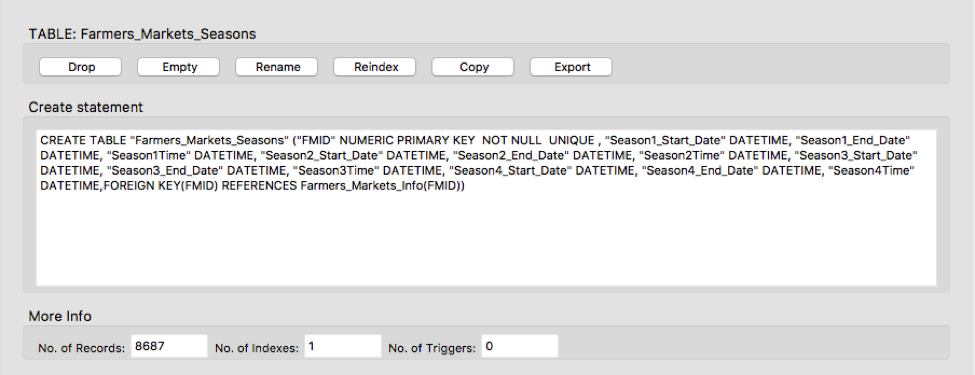 TABLE: Farmers_Markets_Seasons
Drop Empty Rename Reindex Copy Export
Create statement
CREATE TABLE "Farmers_Markets_Seasons" ("FMID" NUMERIC PRIMARY KEY  NOT NULL  UNIQUE , "Season1_Start_Date" DATETIME, "Season1_End_Date"
DATETIME, "Season1Time" DATETIME, "Season2_Start_Date" DATETIME, "Season2_End_Date" DATETIME, "Season2Time" DATETIME, "Season3_Start_Date"
DATETIME, "Season3_End_Date" DATETIME, "Season3Time" DATETIME, "Season4_Start_Date" DATETIME, "Season4_End_Date" DATETIME, "Season4Time"
DATETIME,FOREIGN KEY(FMID) REFERENCES Farmers_Markets_Info(FMID))
More Info
No. of Records: 8687 No. of Indexes: 1 No. of Triggers: 0